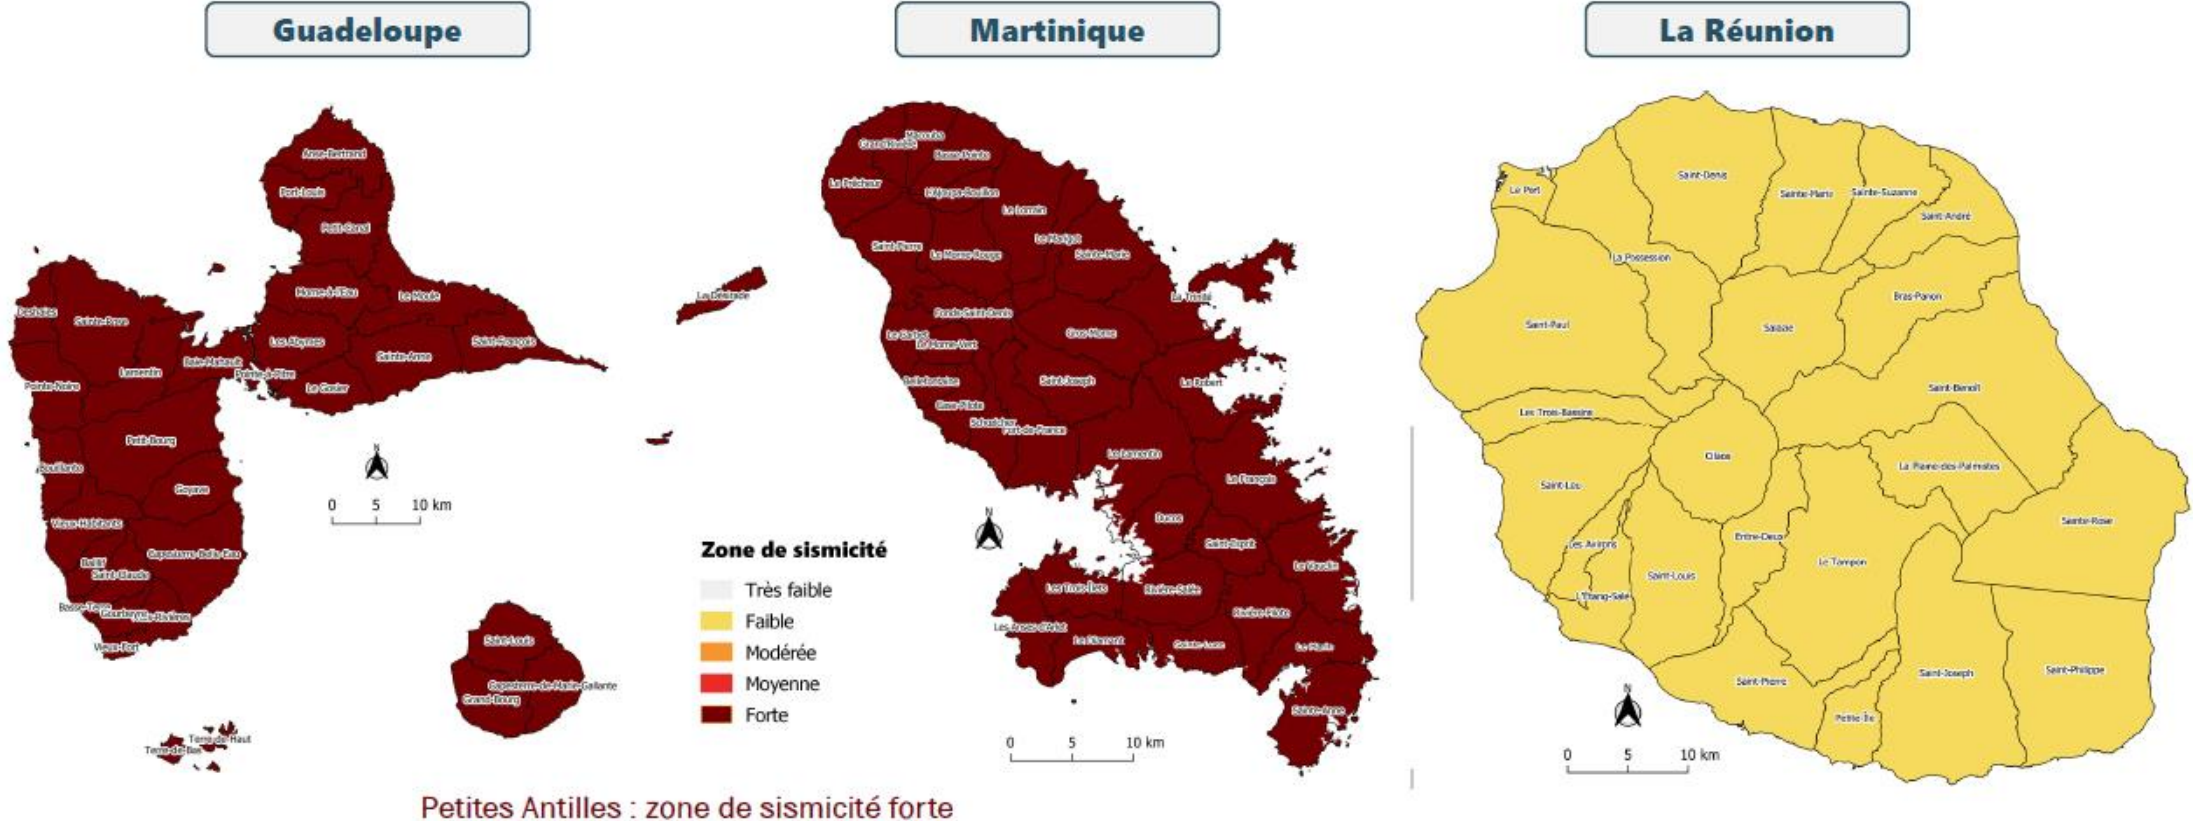 Guadeloupe
Anse-Bertrand
Port-Louis
Petit-Canal
Morne-à-l'Eau
Le Moule
Deshaies
Sainte-Rose
Les Abymes
Saint-François
Sainte-Anne
Baie-Mahault
Lamentin
Pointe-à-Pitre
Pointe-Noire
Le Gosier
Petit-Bourg
Bouillante
Goyave
Vieux-Habitants
Capesterre-Belle-Eau
Baillif
Saint-Claude
Basse-Terre
Gourbeyre
Trois-Rivières
Vieux-Fort
Terre-de-Haut
Terre-de-Bas
La Désirade
Saint-Louis
Capesterre-de-Marie-Galante
Grand-Bourg
N
0 5 10 km
Zone de sismicité
Très faible
Faible
Modérée
Moyenne
Forte
Martinique
Macouba
Grand'Rivière
Basse-Pointe
Le Prêcheur
L'Ajoupa-Bouillon
Le Lorrain
Le Marigot
Saint-Pierre
Le Morne-Rouge
Sainte-Marie
La Trinité
Fonds-Saint-Denis
Le Carbet
Le Morne-Vert
Gros-Morne
Bellefontaine
Saint-Joseph
Le Robert
Case-Pilote
Schœlcher
Fort-de-France
Le Lamentin
Le François
Ducos
Saint-Esprit
Le Vauclin
Les Trois-Îlets
Rivière-Salée
Rivière-Pilote
Les Anses-d'Arlet
Le Diamant
Sainte-Luce
Le Marin
Sainte-Anne
N
0 5 10 km
La Réunion
Saint-Denis
Le Port
Sainte-Marie
Sainte-Suzanne
Saint-André
La Possession
Bras-Panon
Saint-Paul
Salazie
Saint-Benoît
Les Trois-Bassins
Cilaos
La Plaine-des-Palmistes
Saint-Leu
Sainte-Rose
Les Avirons
Entre-Deux
Le Tampon
Saint-Louis
L'Étang-Salé
Saint-Philippe
Saint-Joseph
Saint-Pierre
Petite-Île
N
0 5 10 km
Petites Antilles : zone de sismicité forte